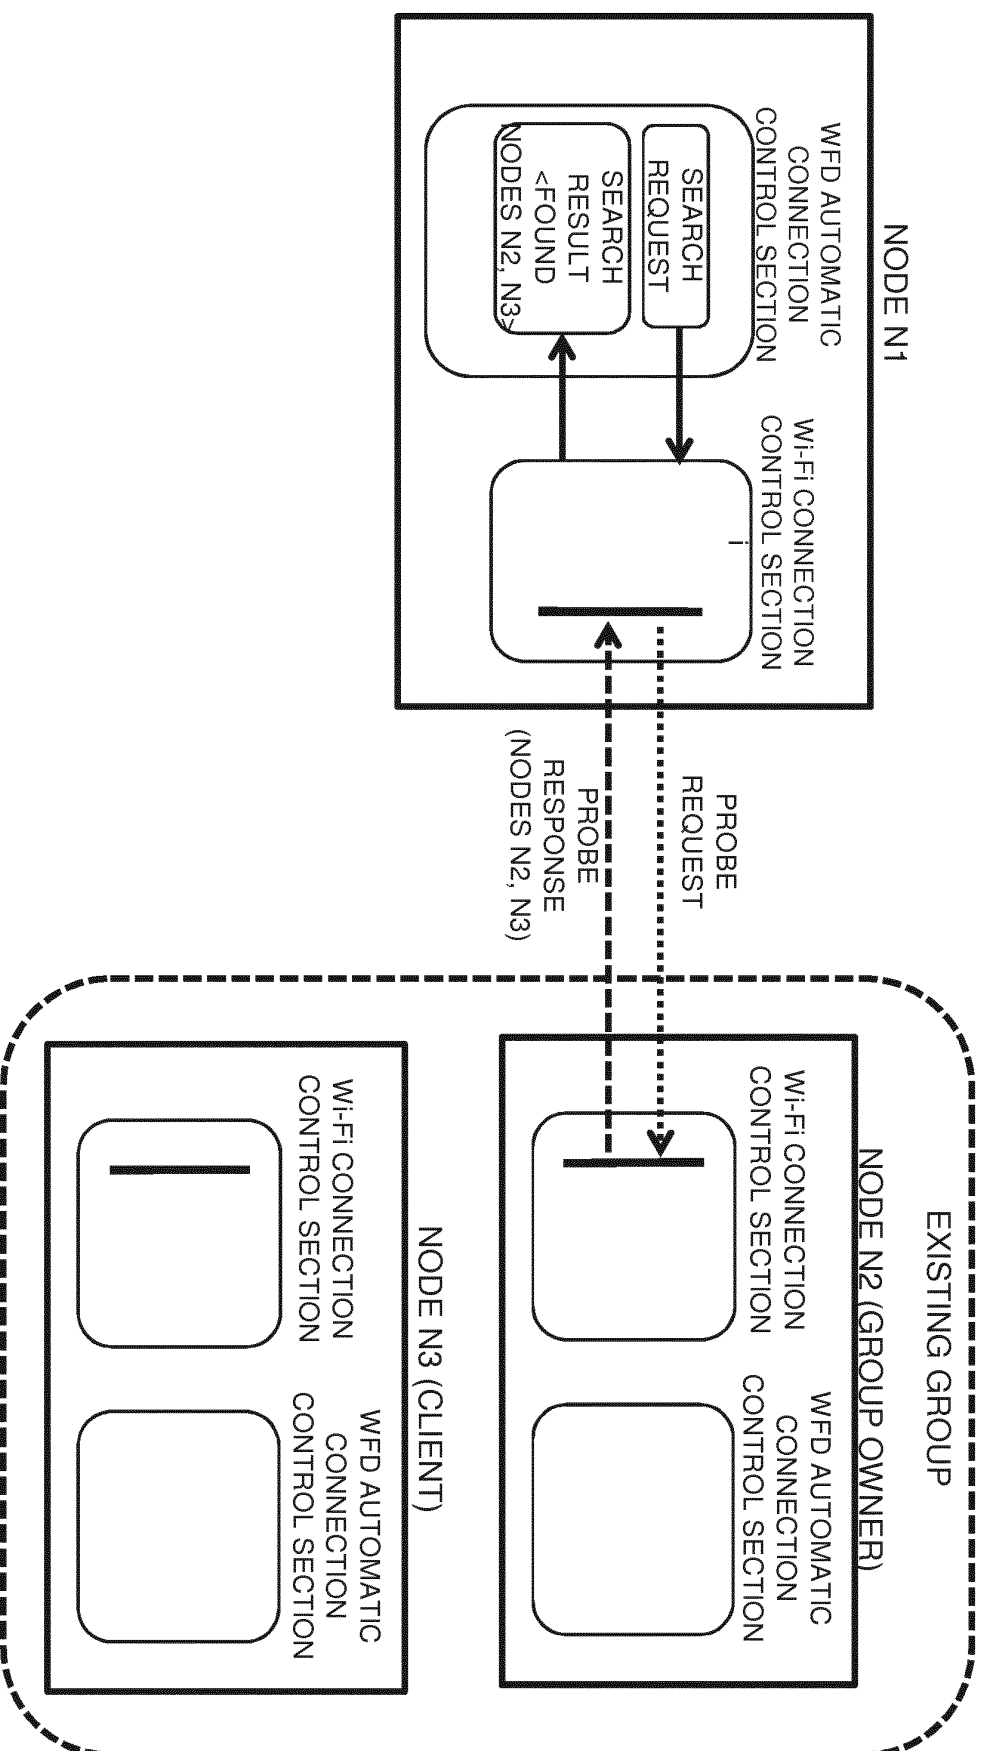 NODE N1
WFD AUTOMATIC
CONNECTION
CONTROL SECTION
SEARCH
REQUEST
SEARCH
RESULT
<FOUND
NODES N2, N3>
Wi-Fi CONNECTION
CONTROL SECTION
i
PROBE
REQUEST
PROBE
RESPONSE
(NODES N2, N3)
EXISTING GROUP
NODE N2 (GROUP OWNER)
Wi-Fi CONNECTION
CONTROL SECTION
WFD AUTOMATIC
CONNECTION
CONTROL SECTION
NODE N3 (CLIENT)
Wi-Fi CONNECTION
CONTROL SECTION
WFD AUTOMATIC
CONNECTION
CONTROL SECTION